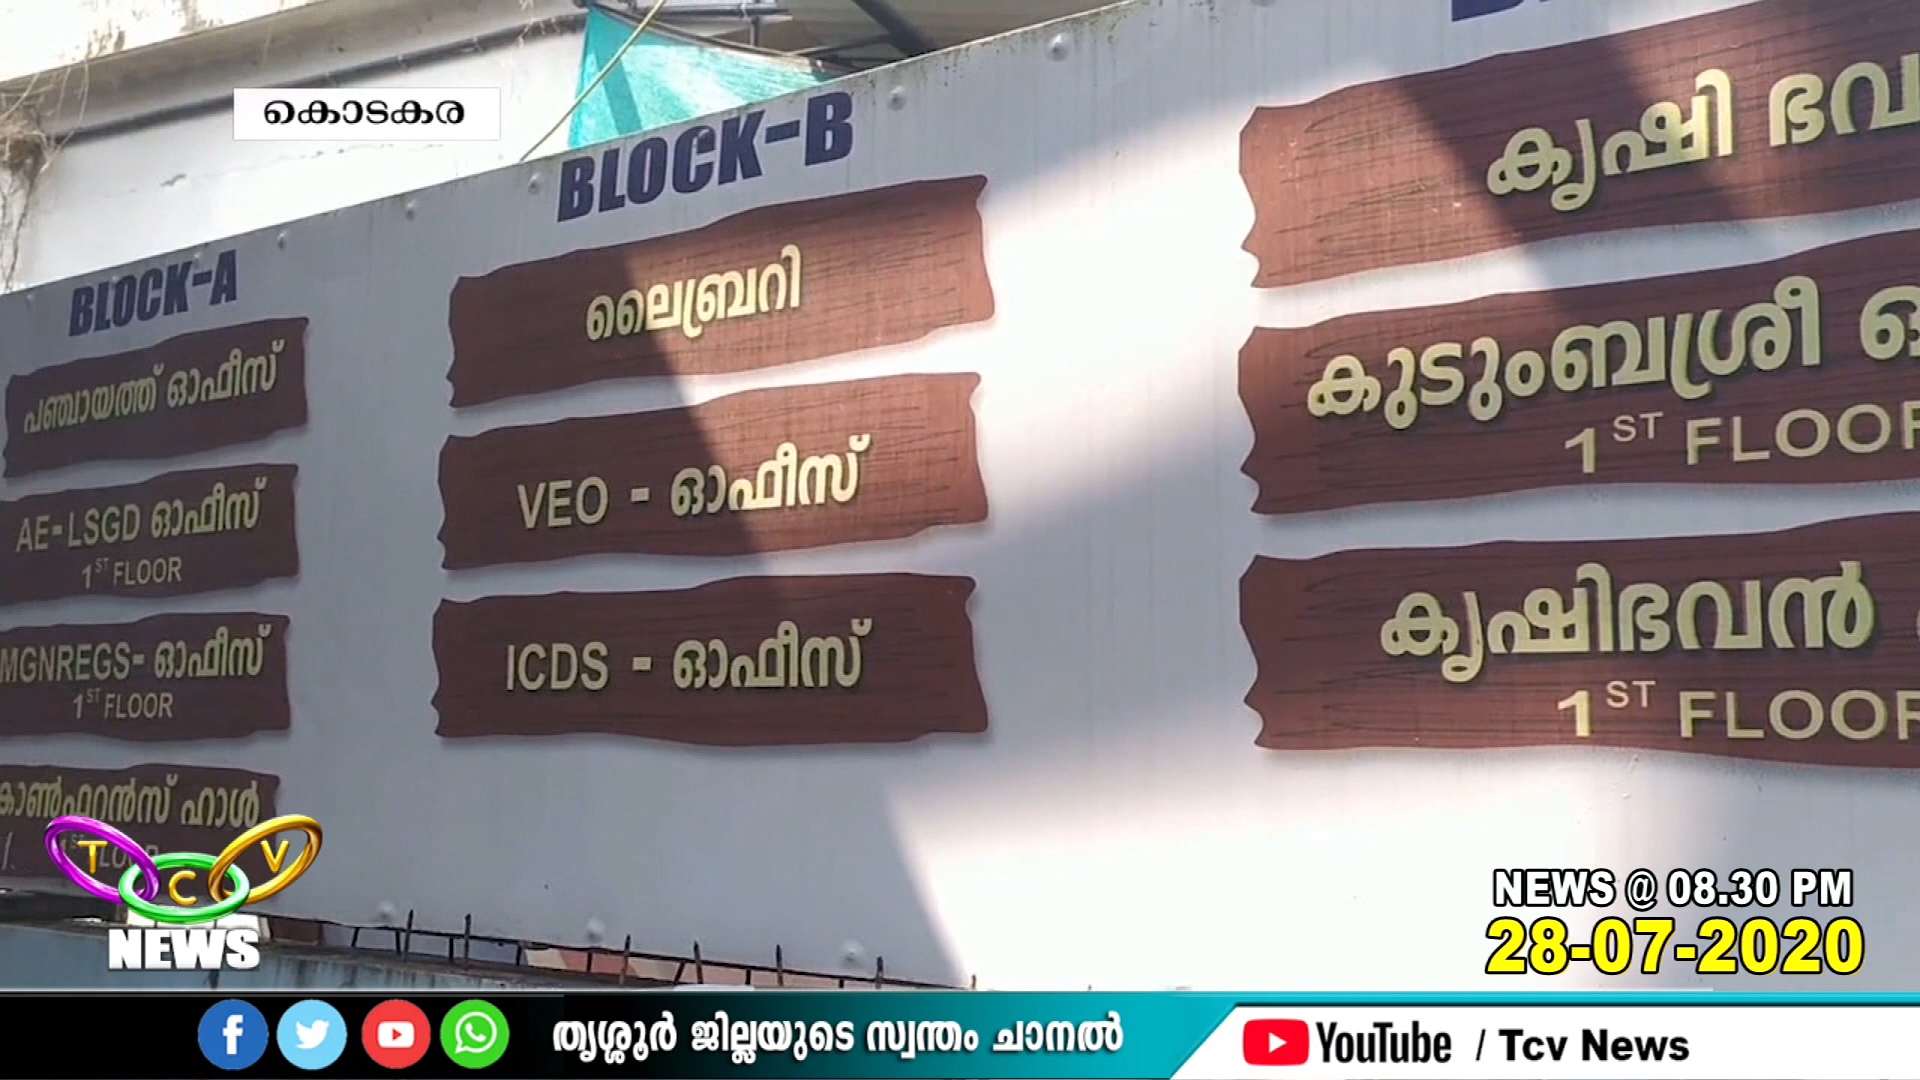 കൊടകര
BLOCK-A
പഞ്ചായത്ത് ഓഫീസ്
AE-LSGD ഓഫീസ്
1ST FLOOR
MGNREGS- ഓഫീസ്
1ST FLOOR
കോൺഫറൻസ് ഹാൾ
BLOCK-B
ലൈബ്രറി
VEO - ഓഫീസ്
ICDS - ഓഫീസ്
കൃഷി
കുടുംബശ്രീ
1ST FLOOR
കൃഷിഭവൻ
1ST FLOOR
TCV
NEWS
NEWS @ 08.30 PM
28-07-2020
തൃശ്ശൂർ ജില്ലയുടെ സ്വന്തം ചാനൽ
YouTube / Tcv News